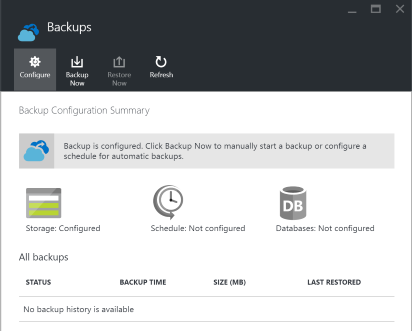 Backups
Configure
Backup Now
Restore Now
Refresh
Backup Configuration Summary
Backup is configured. Click Backup Now to manually start a backup or configure a
schedule for automatic backups.
DB
Storage: Configured
Schedule: Not configured
Databases: Not configured
All backups
STATUS BACKUP TIME SIZE (MB) LAST RESTORED
No backup history is available